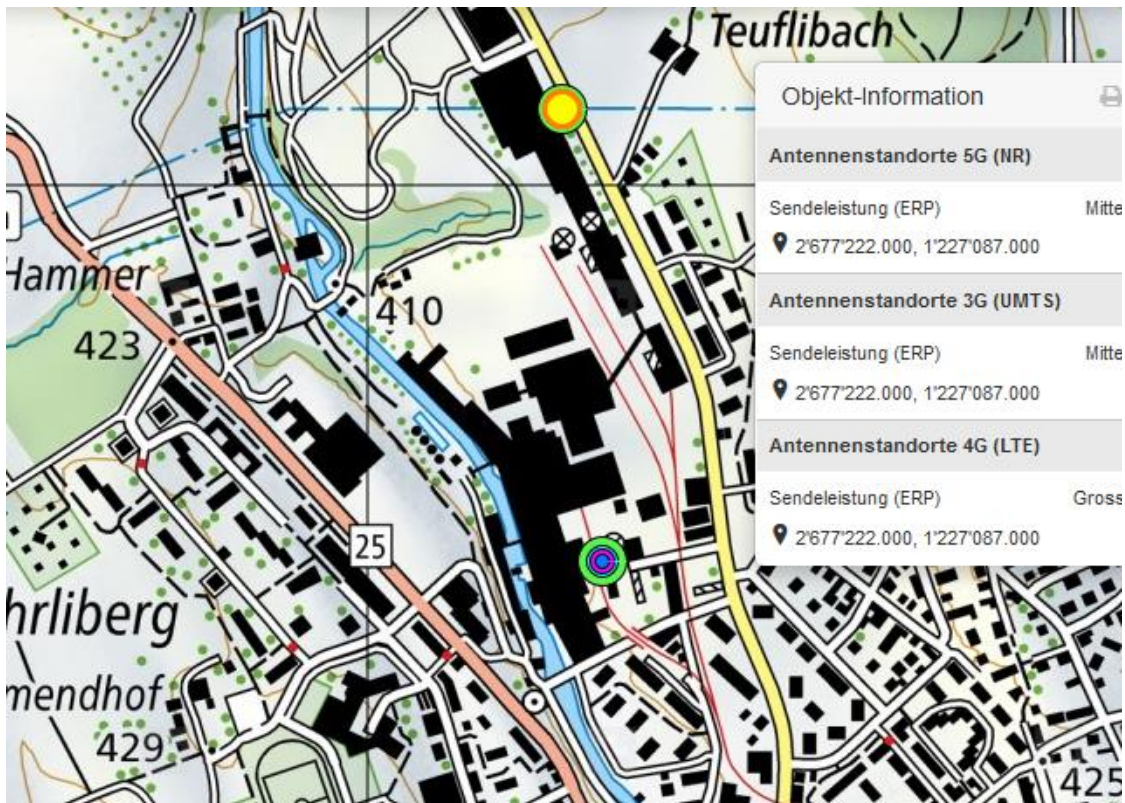 Teuflibach
Objekt-Information
Antennenstandorte 5G (NR)
Sendeleistung (ERP) Mitte
2'677'222.000, 1'227'087.000
Antennenstandorte 3G (UMTS)
Sendeleistung (ERP) Mitte
2'677'222.000, 1'227'087.000
Antennenstandorte 4G (LTE)
Sendeleistung (ERP) Gross
2'677'222.000, 1'227'087.000
Hammer
410
423
25
hrliberg
mendhof
429
425